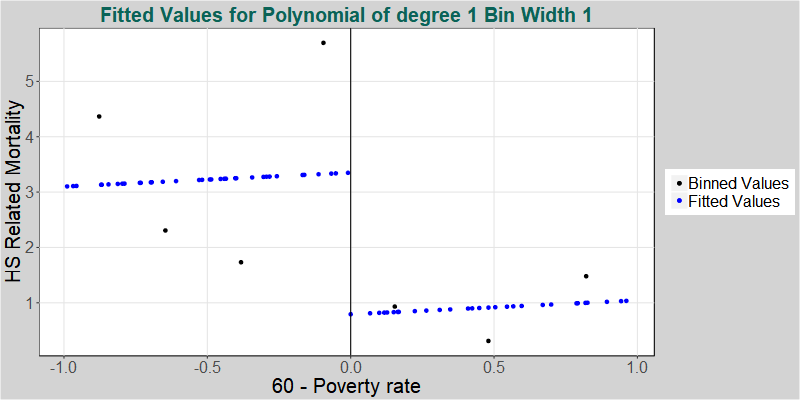 Fitted Values for Polynomial of degree 1 Bin Width 1
HS Related Mortality
5
4
3
2
1
-1.0
-0.5
0.0
0.5
1.0
60 - Poverty rate
Binned Values
Fitted Values